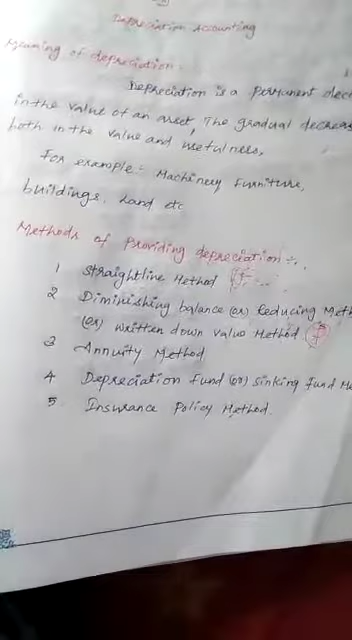 Depreciation Accounting
Meaning of depreciation:
Depreciation is a permanent
in the value of an asset, The gradual
both in the value and usefulness,
For example:- Machinery Furniture,
buildings, Land etc
Methods of Providing depreciation:-
1 Straightline Method
2 Diminishing balance (or) Reducing
(or) written down value Method
3 Annuity Method
4 Depreciation fund (or) sinking fund
5. Insurance Policy Method.